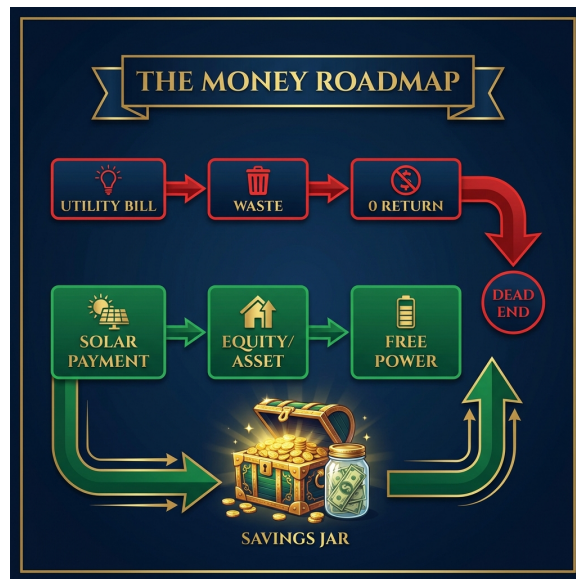 THE MONEY ROADMAP
UTILITY BILL
WASTE
0 RETURN
DEAD
END
SOLAR
PAYMENT
EQUITY/
ASSET
FREE
POWER
SAVINGS JAR